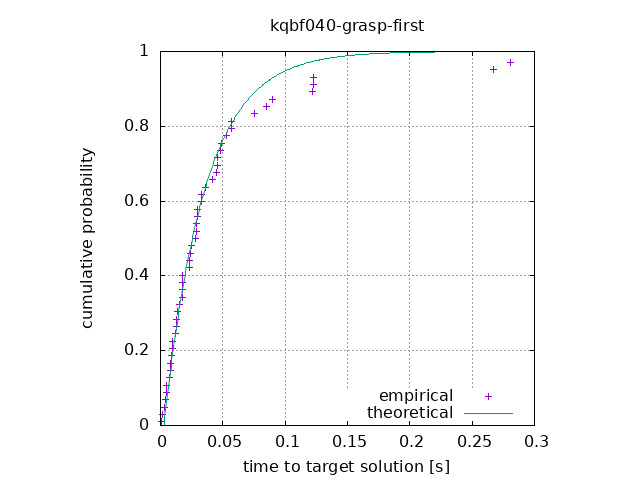 kqbf040-grasp-first
1
0.8
0.6
0.4
0.2
0
cumulative probability
empirical
theoretical
0 0.05 0.1 0.15 0.2 0.25 0.3
time to target solution [s]